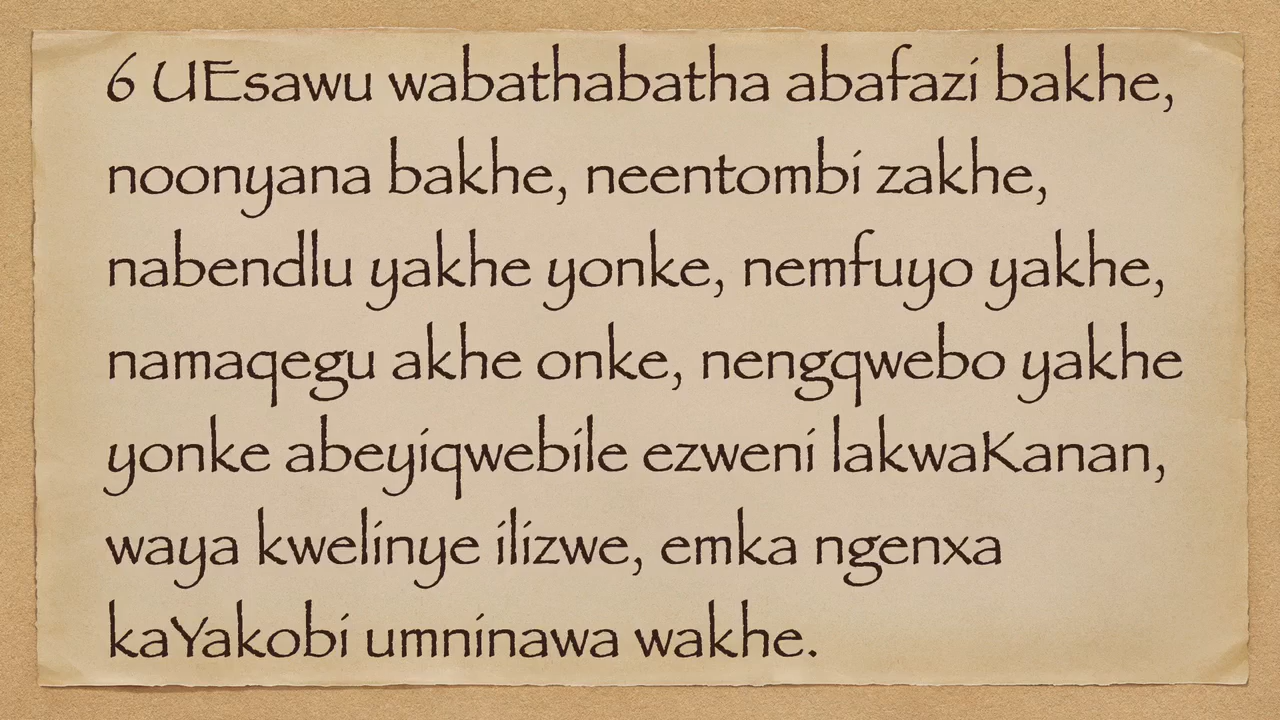 6 UEsawu wabathabatha abafazi bakhe,
noonyana bakhe, neentombi zakhe,
nabendlu yakhe yonke, nemfuyo yakhe,
namaqegu akhe onke, nengqwebo yakhe
yonke abeyiqwebile ezweni lakwaKanan,
waya kwelinye ilizwe, emka ngenxa
kaYakobi umninawa wakhe.